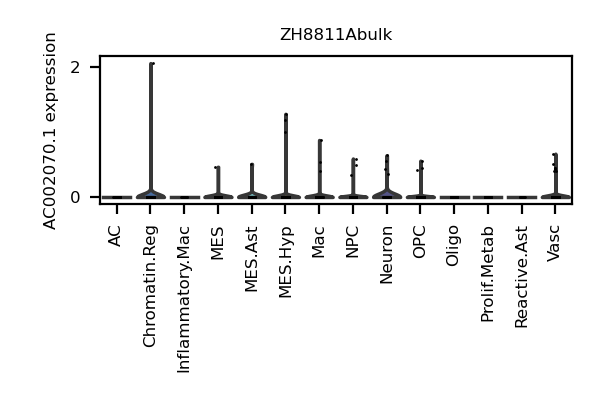 ZH8811Abulk
AC002070.1 expression
2
0
AC
Chromatin.Reg
Inflammatory.Mac
MES
MES.Ast
MES.Hyp
Mac
NPC
Neuron
OPC
Oligo
Prolif.Metab
Reactive.Ast
Vasc